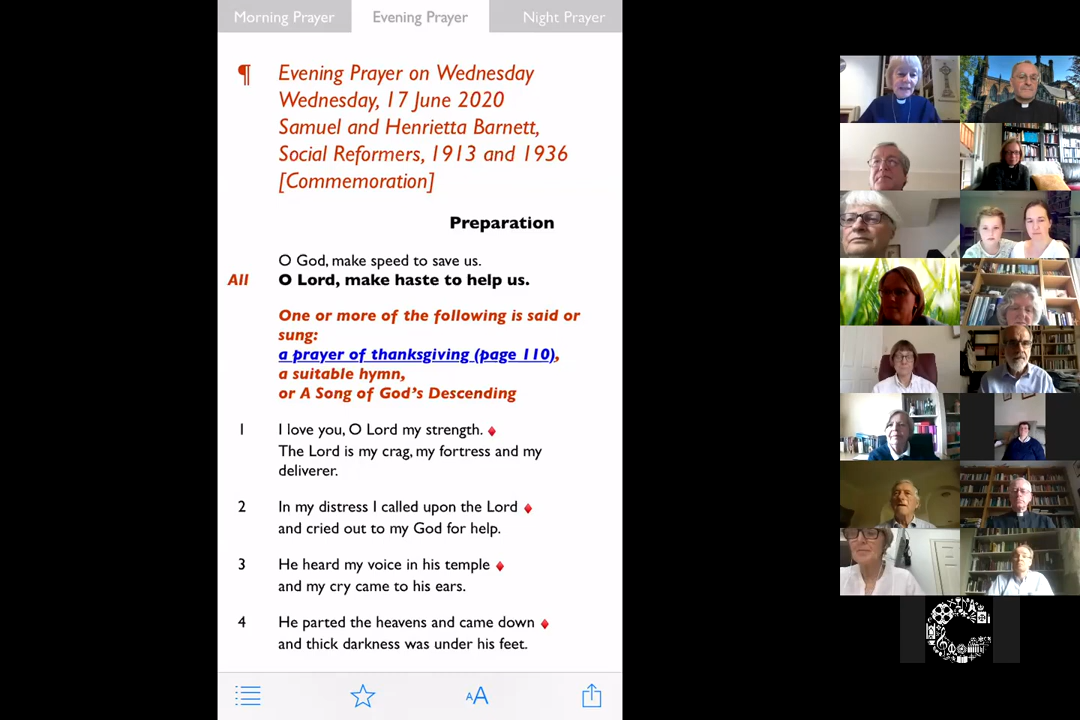 Morning Prayer
Evening Prayer
Night Prayer
¶ Evening Prayer on Wednesday
Wednesday, 17 June 2020
Samuel and Henrietta Barnett,
Social Reformers, 1913 and 1936
[Commemoration]
Preparation
O God, make speed to save us.
All O Lord, make haste to help us.
One or more of the following is said or
sung:
a prayer of thanksgiving (page 110),
a suitable hymn,
or A Song of God's Descending
1 I love you, O Lord my strength. ♦
The Lord is my crag, my fortress and my
deliverer.
2 In my distress I called upon the Lord ♦
and cried out to my God for help.
3 He heard my voice in his temple ♦
and my cry came to his ears.
4 He parted the heavens and came down ♦
and thick darkness was under his feet.
AA